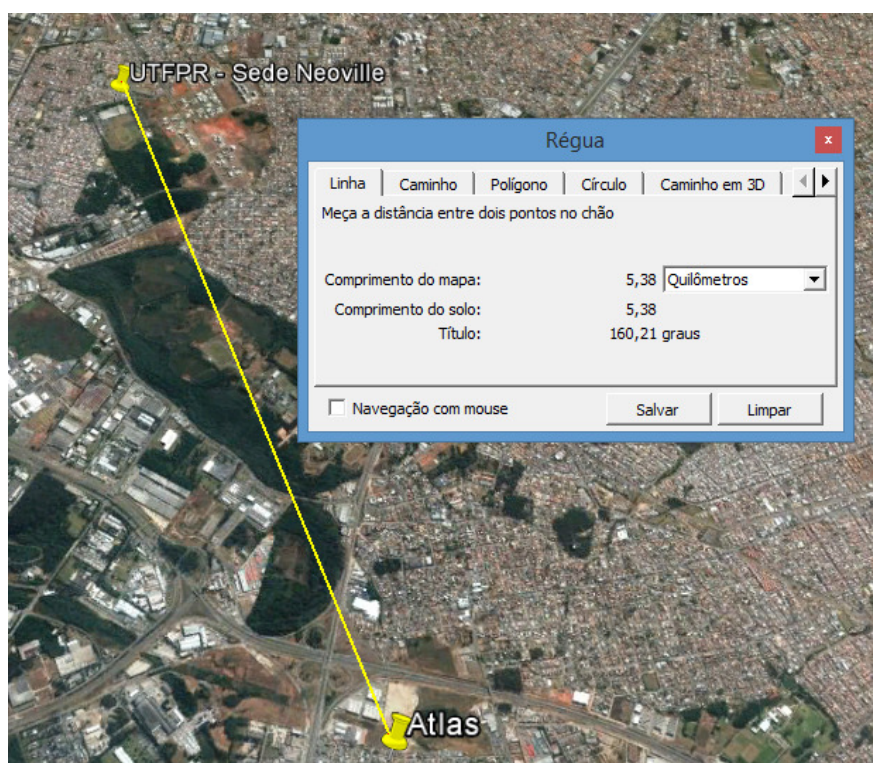 UTFPR - Sede Neoville
Régua
x
Linha Caminho Polígono Círculo Caminho em 3D
Meça a distância entre dois pontos no chão
Comprimento do mapa: 5,38 Quilômetros
Comprimento do solo: 5,38
Título: 160,21 graus
Navegação com mouse Salvar Limpar
Atlas